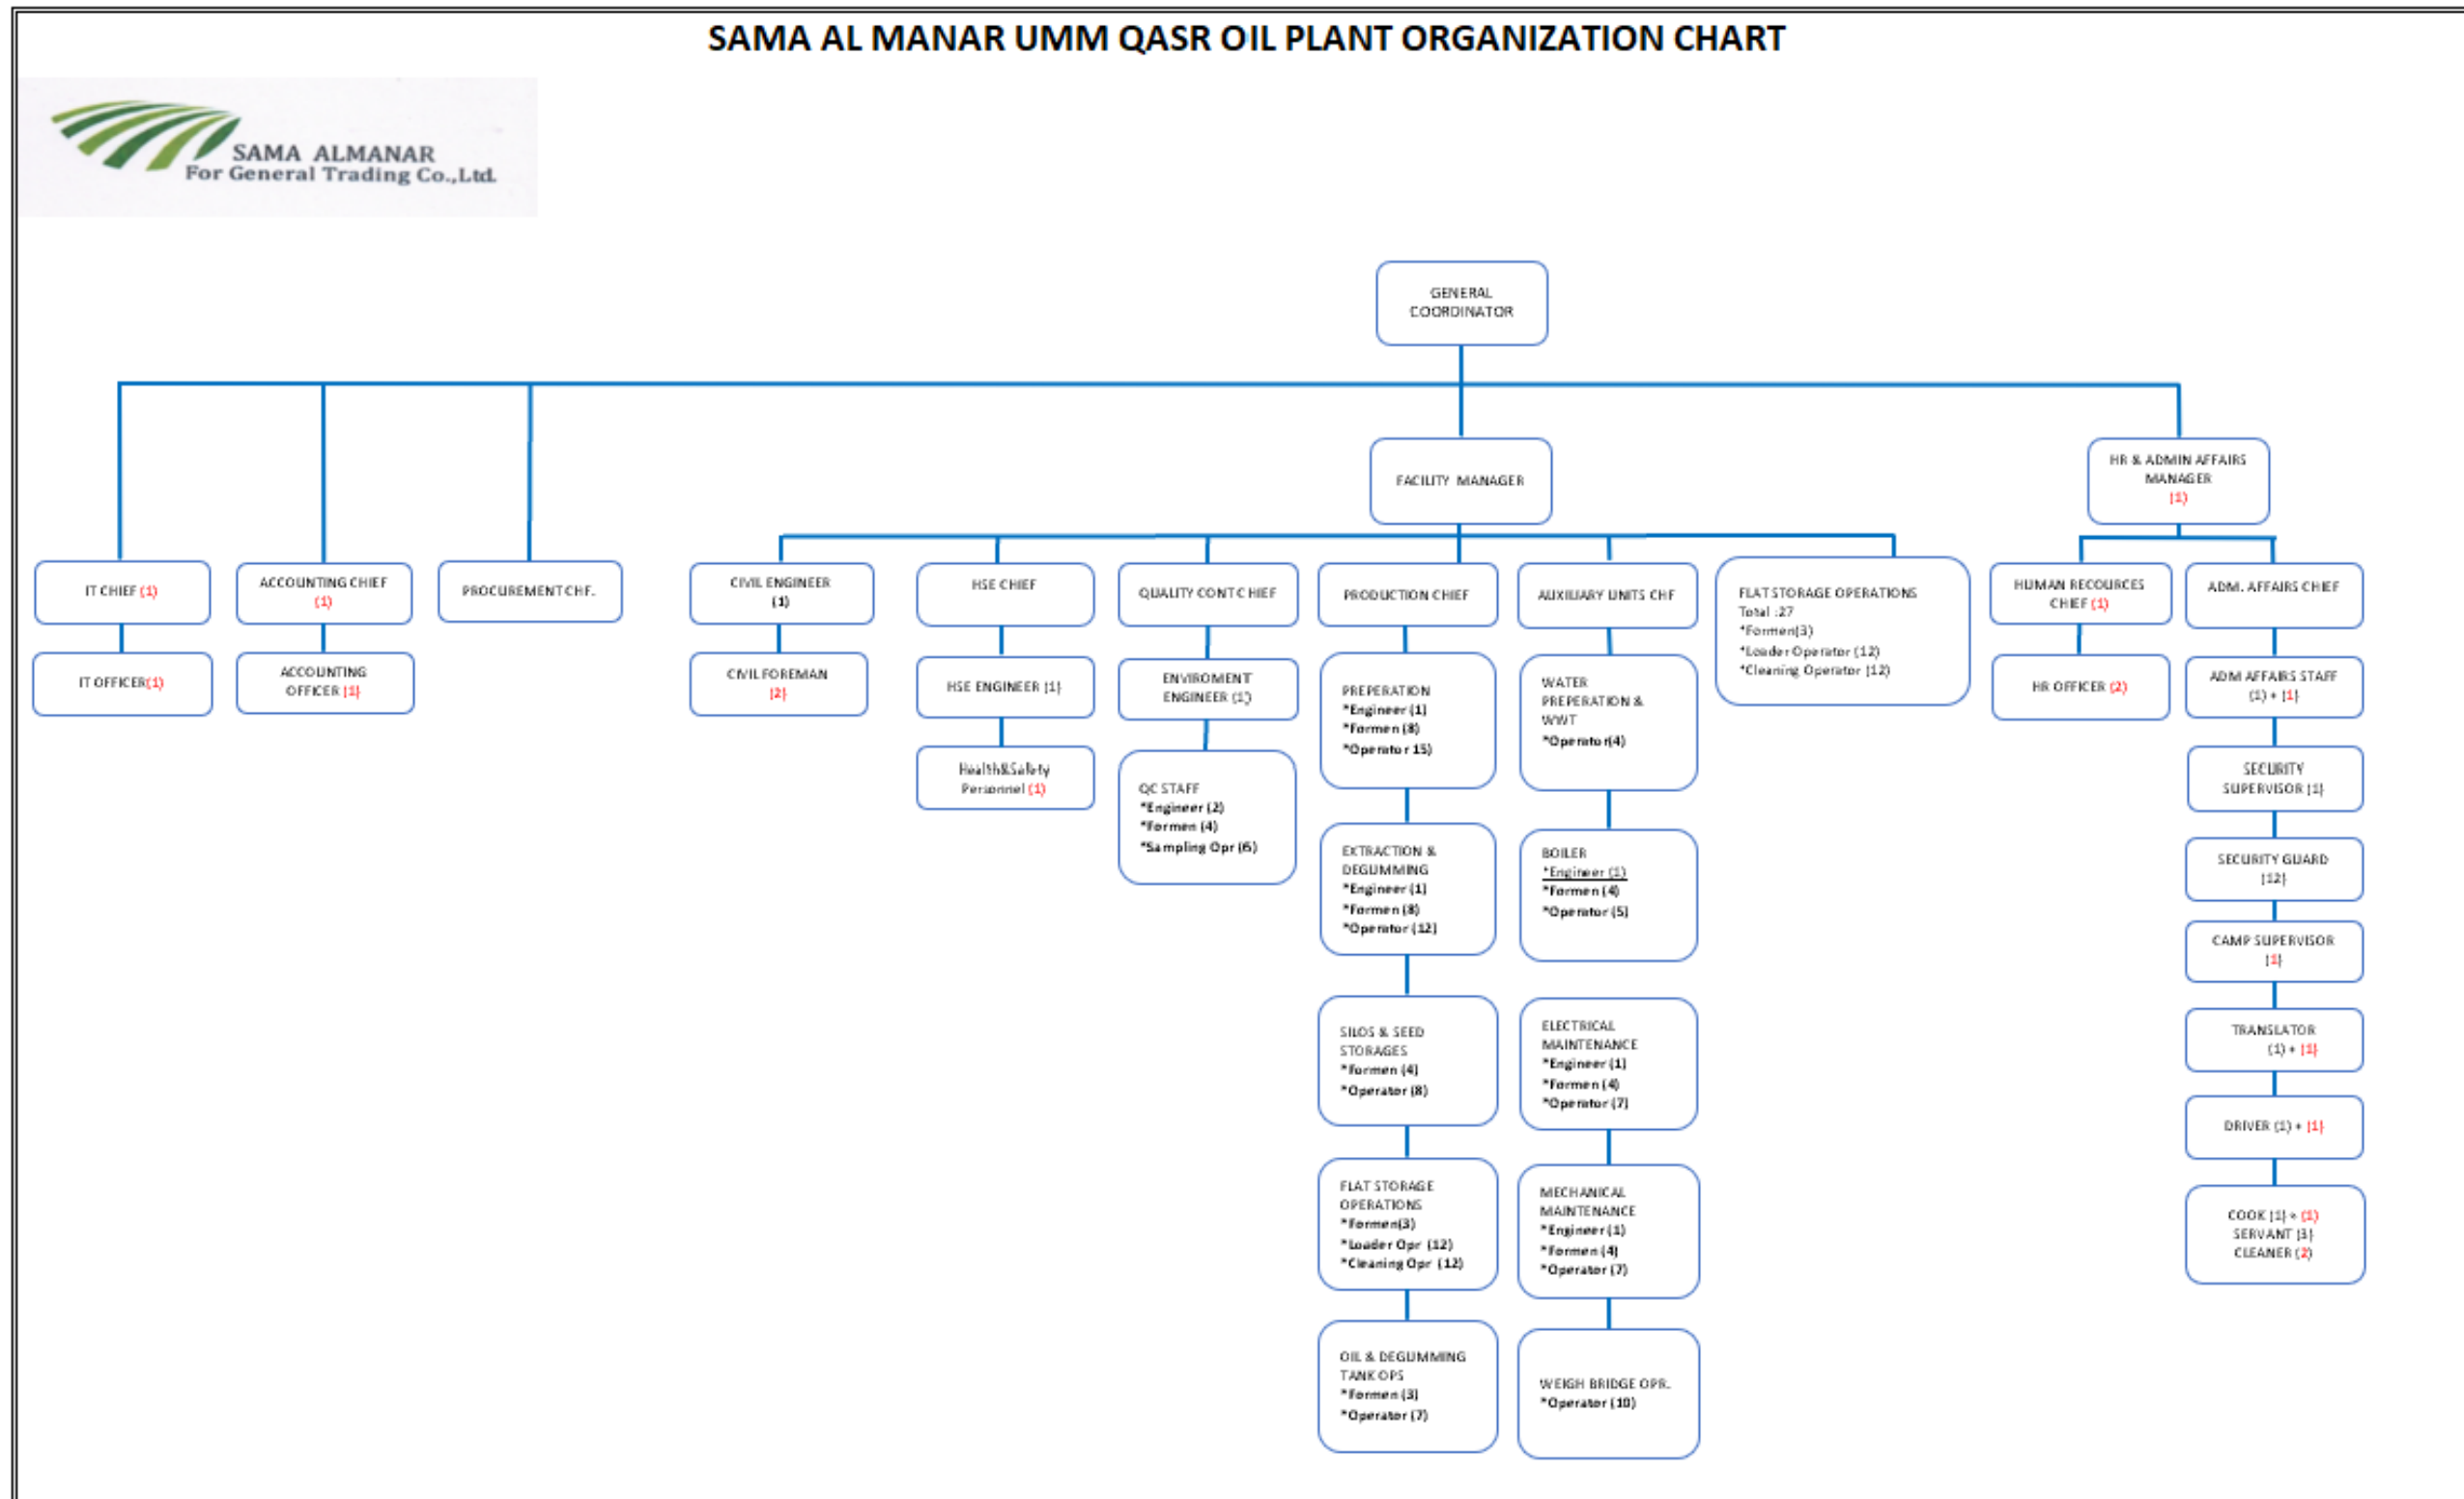 SAMA AL MANAR UMM QASR OIL PLANT ORGANIZATION CHART
SAMA ALMANAR
For General Trading Co.,Ltd.
GENERAL
COORDINATOR
FACILITY MANAGER
HR & ADMIN AFFAIRS
MANAGER
(1)
IT CHIEF (1)
IT OFFICER(1)
ACCOUNTING CHIEF
(1)
ACCOUNTING
OFFICER (1)
PROCUREMENT CHF.
CIVIL ENGINEER
(1)
CIVIL FOREMAN
(2)
HSE CHIEF
HSE ENGINEER (1)
Health&Safety
Personnel (1)
QUALITY CONT CHIEF
ENVIROMENT
ENGINEER (1)
QC STAFF
*Engineer (2)
*Formen (4)
*Sampling Opr (6)
PRODUCTION CHIEF
PREPERATION
*Engineer (1)
*Formen (8)
*Operator 15)
EXTRACTION &
DEGUMMING
*Engineer (1)
*Formen (8)
*Operator (12)
SILOS & SEED
STORAGES
*Formen (4)
*Operator (8)
FLAT STORAGE
OPERATIONS
*Formen(3)
*Loader Opr (12)
*Cleaning Opr (12)
OIL & DEGUMMING
TANK OPS
*Formen (3)
*Operator (7)
AUXILIARY UNITS CHF
WATER
PREPERATION &
WWT
*Operator(4)
BOILER
*Engineer (1)
*Formen (4)
*Operator (5)
ELECTRICAL
MAINTENANCE
*Engineer (1)
*Formen (4)
*Operator (7)
MECHANICAL
MAINTENANCE
*Engineer (1)
*Formen (4)
*Operator (7)
WEIGH BRIDGE OPR.
*Operator (10)
FLAT STORAGE OPERATIONS
Total :27
*Formen(3)
*Loader Operator (12)
*Cleaning Operator (12)
HUMAN RECOURCES
CHIEF (1)
HR OFFICER (2)
ADM. AFFAIRS CHIEF
ADM AFFAIRS STAFF
(1) + (1)
SECURITY
SUPERVISOR (1)
SECURITY GUARD
(12)
CAMP SUPERVISOR
(1)
TRANSLATOR
(1) + (1)
DRIVER (1) + (1)
COOK (1) + (1)
SERVANT (3)
CLEANER (2)